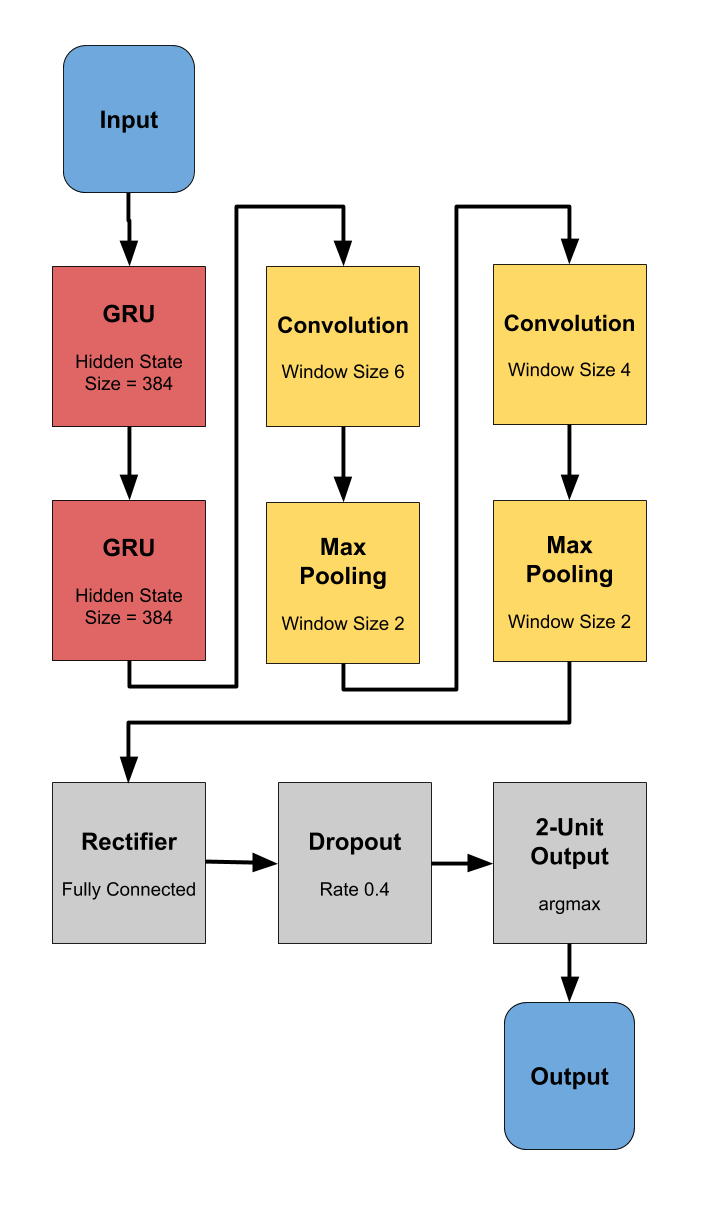 Input
GRU
Hidden State
Size = 384
GRU
Hidden State
Size = 384
Convolution
Window Size 6
Max
Pooling
Window Size 2
Convolution
Window Size 4
Max
Pooling
Window Size 2
Rectifier
Fully Connected
Dropout
Rate 0.4
2-Unit
Output
argmax
Output